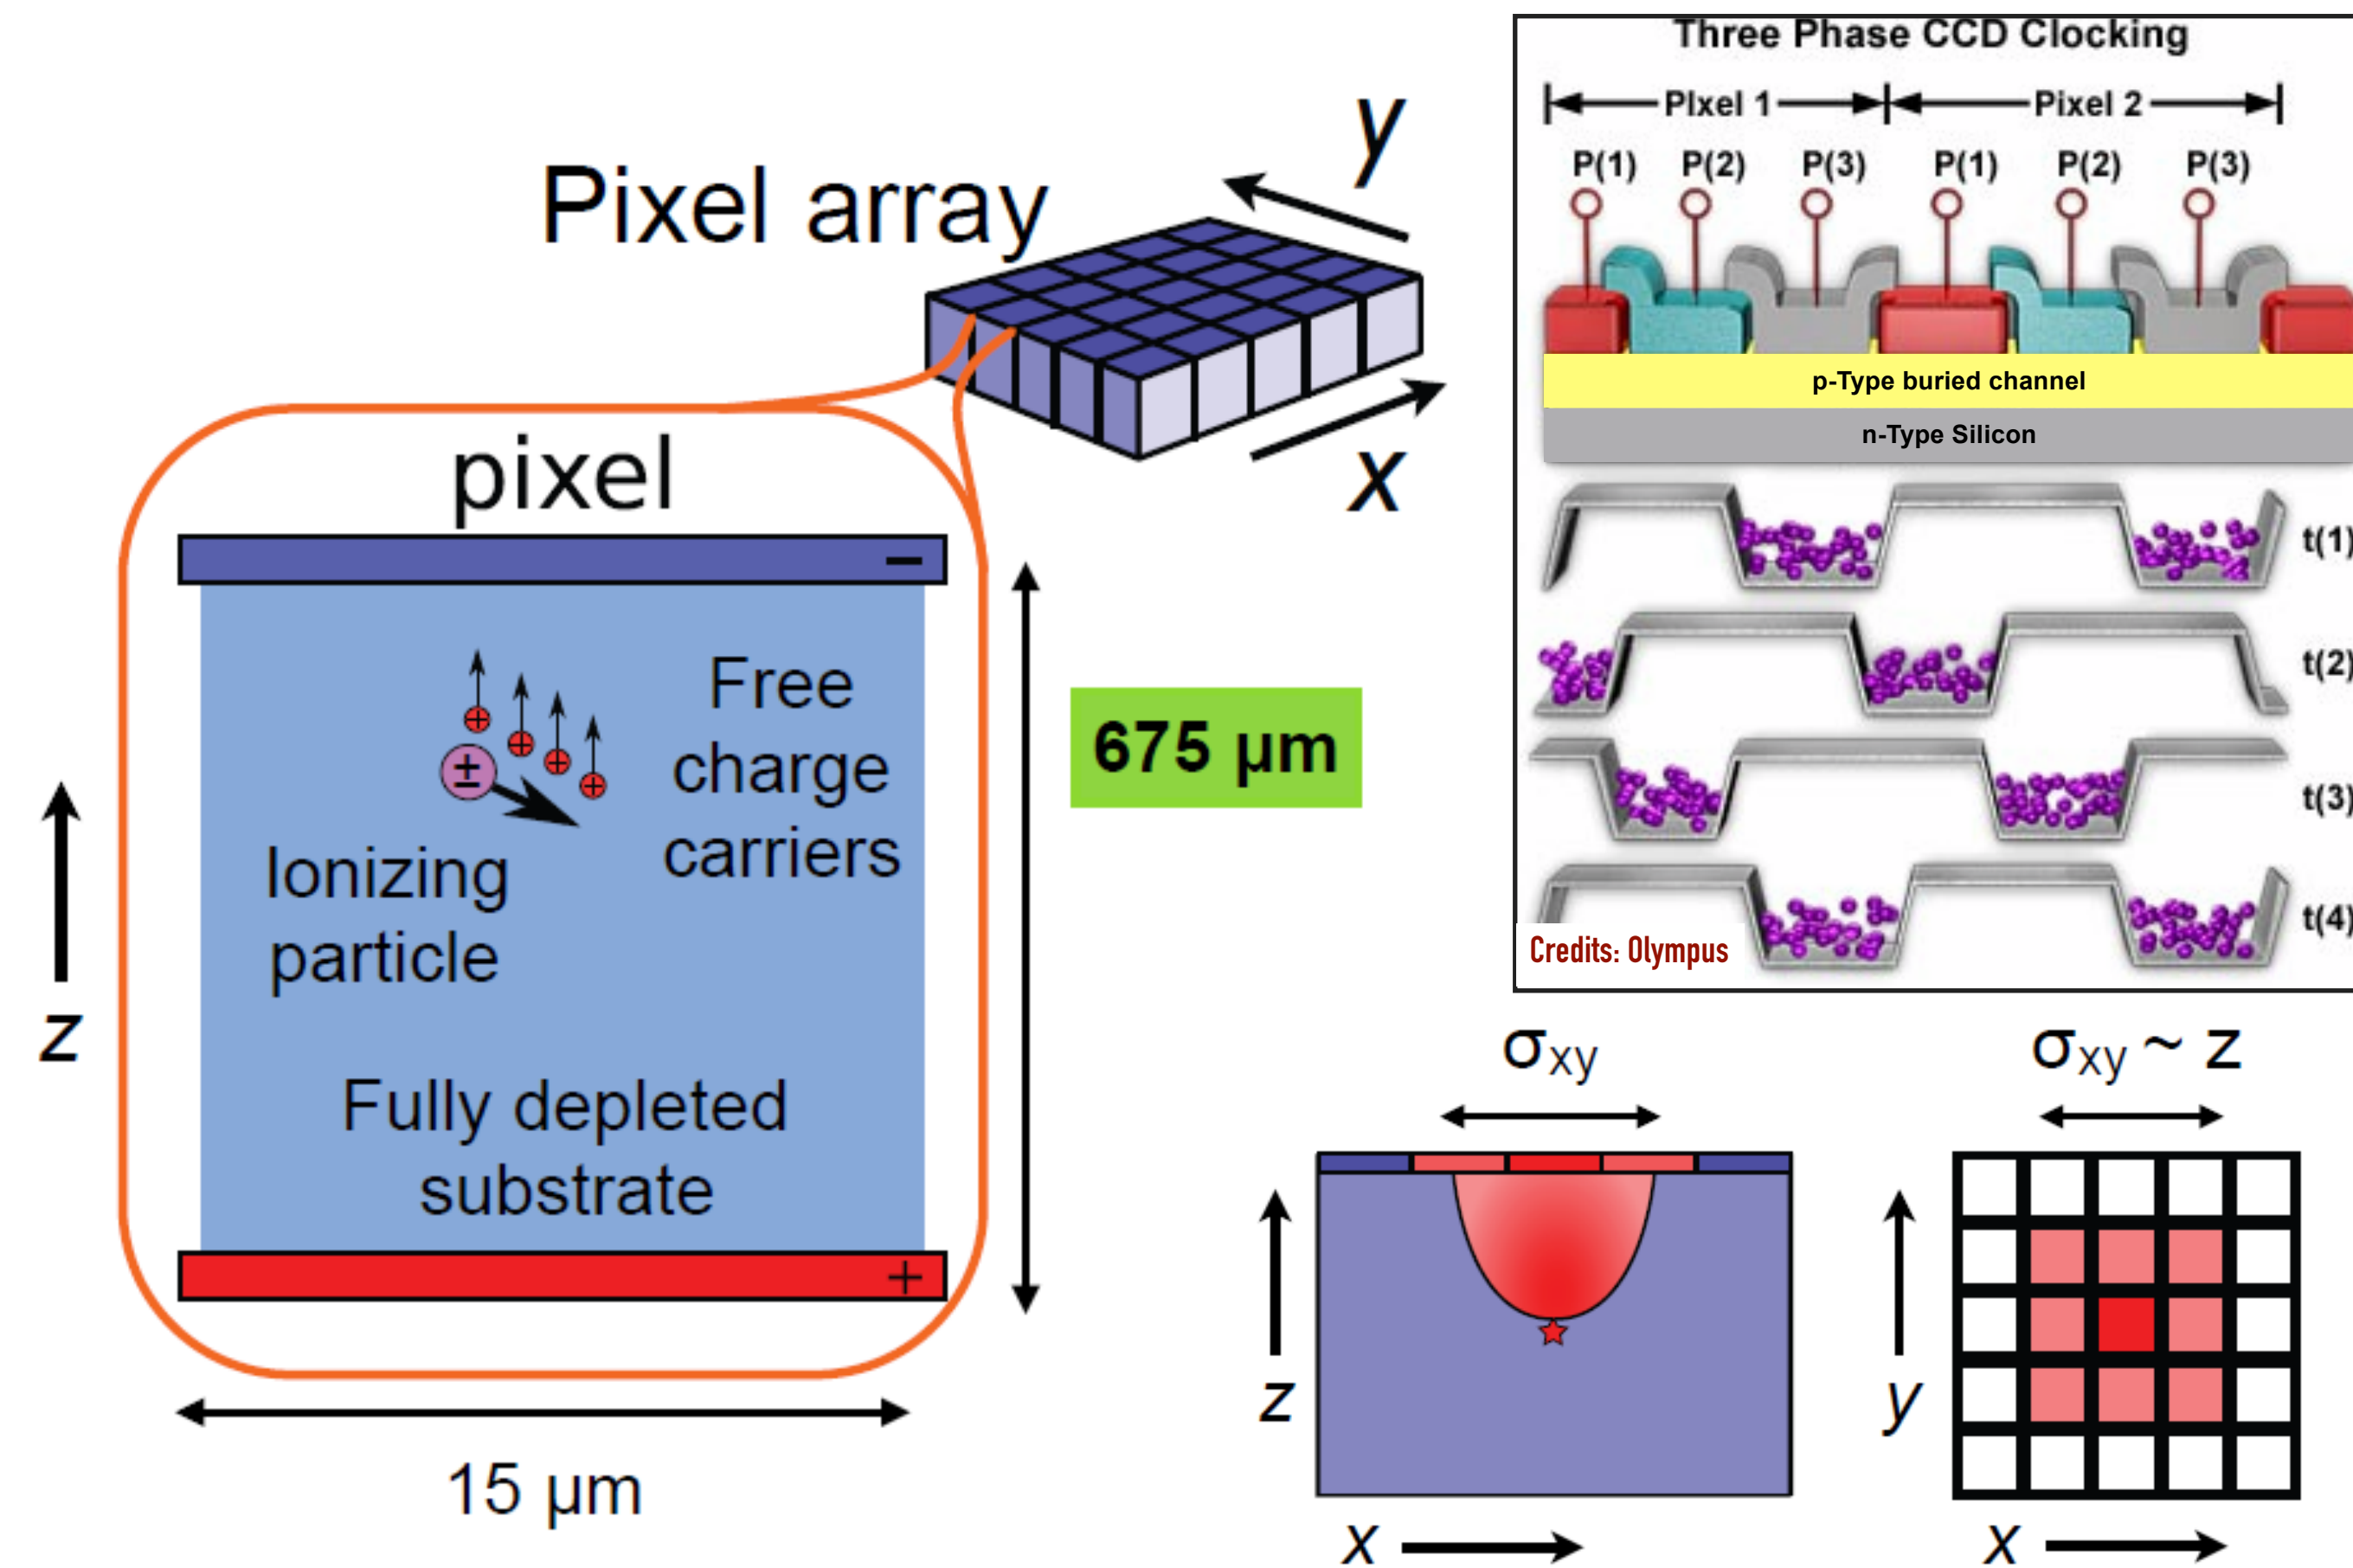 Pixel array
y
x
pixel
−
Free
charge
carriers
±
+
+
+
+
Ionizing
particle
Fully depleted
substrate
+
z
675 μm
15 μm
Three Phase CCD Clocking
PIxel 1
Pixel 2
P(1) P(2) P(3) P(1) P(2) P(3)
p-Type buried channel
n-Type Silicon
t(1)
t(2)
t(3)
t(4)
Credits: Olympus
σxy
z
x
σxy ~ z
y
x